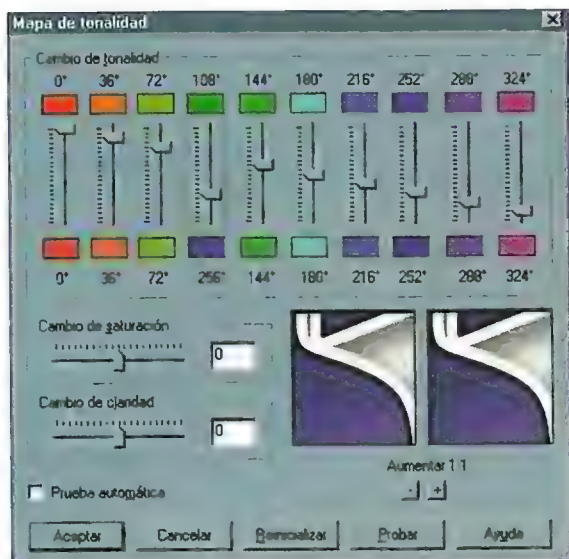 Mapa de tonalidad
Cambio de tonalidad
0° 36° 72° 108° 144° 180° 216° 252° 288° 324°
0° 36° 72° 256° 144° 180° 216° 252° 288° 324°
Cambio de saturación
0
Cambio de claridad
0
Aumentar 1:1
- +
Prueba automática
Aceptar Cancelar Reinicializar Probar Ayuda